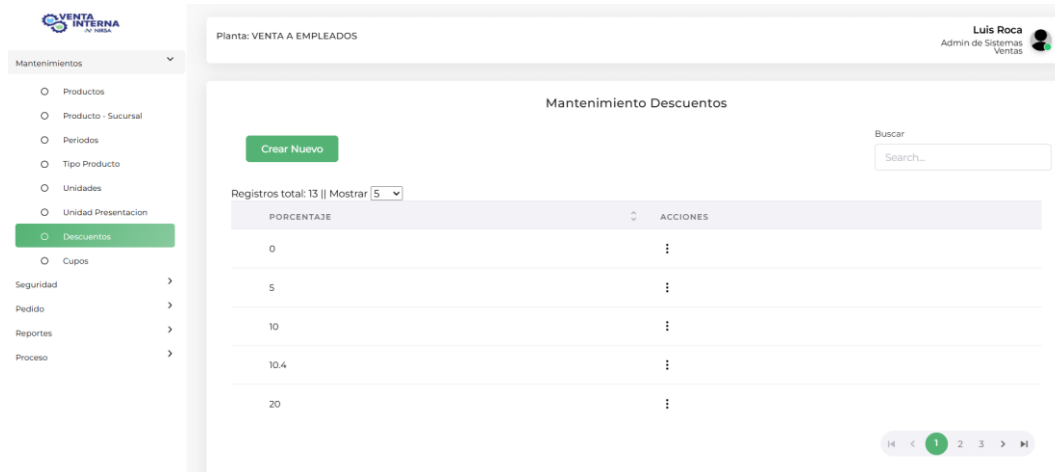 VENTA
INTERNA
BY NIRSA
Mantenimientos
Productos
Producto - Sucursal
Periodos
Tipo Producto
Unidades
Unidad Presentacion
Descuentos
Cupos
Seguridad
Pedido
Reportes
Proceso
Planta: VENTA A EMPLEADOS
Luis Roca
Admin de Sistemas
Ventas
Mantenimiento Descuentos
Crear Nuevo
Buscar
Search...
Registros total: 13 || Mostrar 5
PORCENTAJE ACCIONES
0
5
10
10.4
20
1 2 3